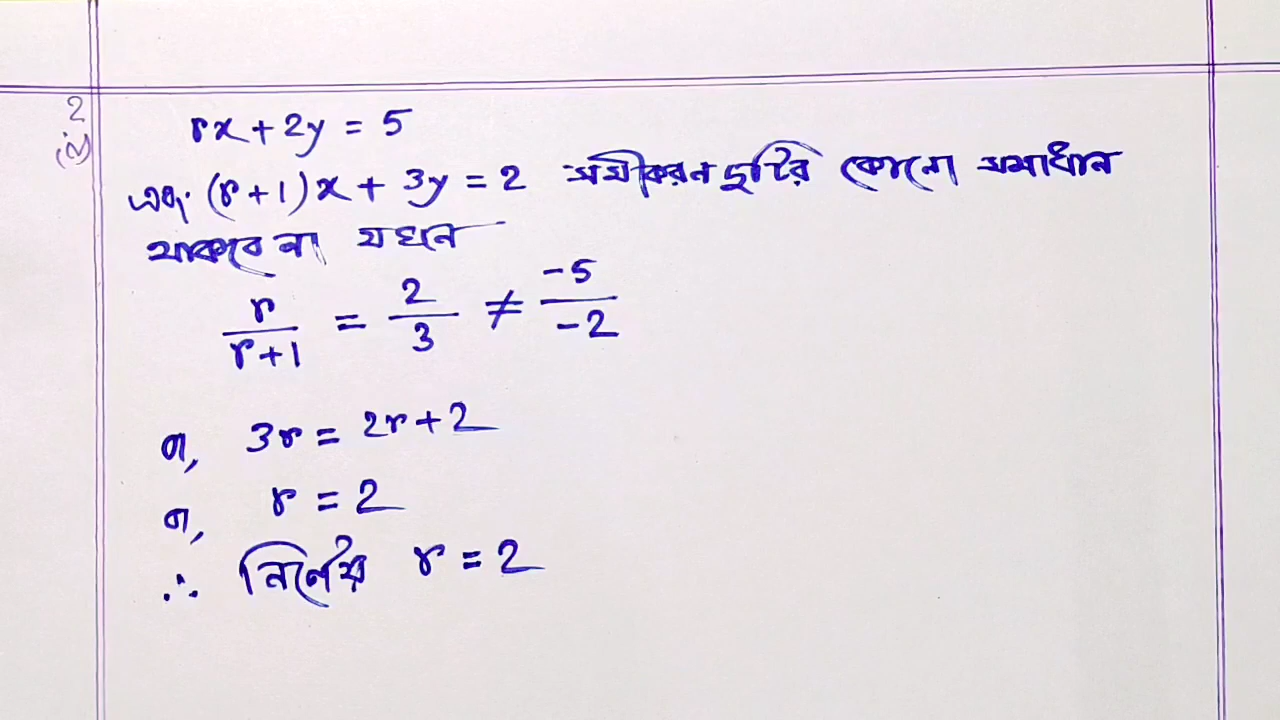 2
(i)
rx + 2y = 5
এবং (r + 1)x + 3y = 2 সমীকরন দুটির কোনো সমাধান
থাকবে না যখন
r/(r+1) = 2/3 ≠ -5/-2
বা, 3r = 2r + 2
বা, r = 2
∴ নির্ণেয় r = 2